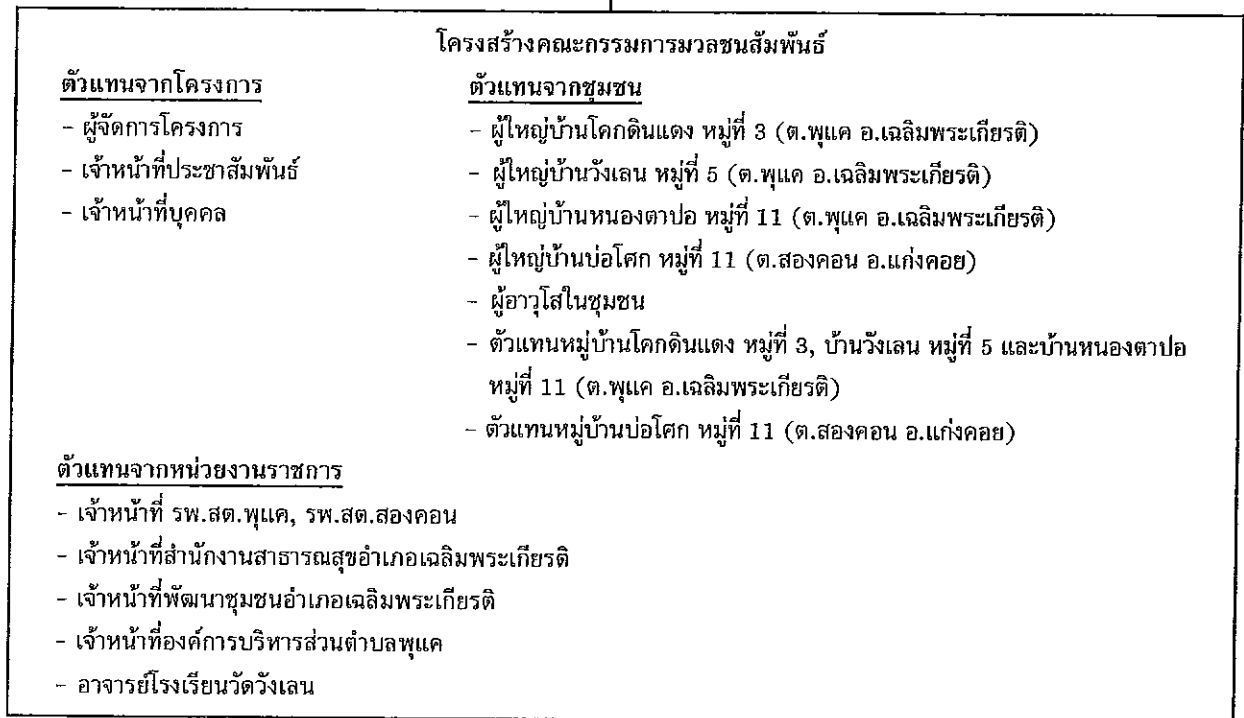 โครงสร้างคณะกรรมการมวลชนสัมพันธ์
ตัวแทนจากโครงการ
- ผู้จัดการโครงการ
- เจ้าหน้าที่ประชาสัมพันธ์
- เจ้าหน้าที่บุคคล
ตัวแทนจากชุมชน
- ผู้ใหญ่บ้านโคกดินแดง หมู่ที่ 3 (ต.พุแค อ.เฉลิมพระเกียรติ)
- ผู้ใหญ่บ้านวังเลน หมู่ที่ 5 (ต.พุแค อ.เฉลิมพระเกียรติ)
- ผู้ใหญ่บ้านหนองตาปอ หมู่ที่ 11 (ต.พุแค อ.เฉลิมพระเกียรติ)
- ผู้ใหญ่บ้านบ่อโศก หมู่ที่ 11 (ต.สองคอน อ.แก่งคอย)
- ผู้อาวุโสในชุมชน
- ตัวแทนหมู่บ้านโคกดินแดง หมู่ที่ 3, บ้านวังเลน หมู่ที่ 5 และบ้านหนองตาปอ
หมู่ที่ 11 (ต.พุแค อ.เฉลิมพระเกียรติ)
- ตัวแทนหมู่บ้านบ่อโศก หมู่ที่ 11 (ต.สองคอน อ.แก่งคอย)
ตัวแทนจากหน่วยงานราชการ
- เจ้าหน้าที่ รพ.สต.พุแค, รพ.สต.สองคอน
- เจ้าหน้าที่สำนักงานสาธารณสุขอำเภอเฉลิมพระเกียรติ
- เจ้าหน้าที่พัฒนาชุมชนอำเภอเฉลิมพระเกียรติ
- เจ้าหน้าที่องค์การบริหารส่วนตำบลพุแค
- อาจารย์โรงเรียนวัดวังเลน